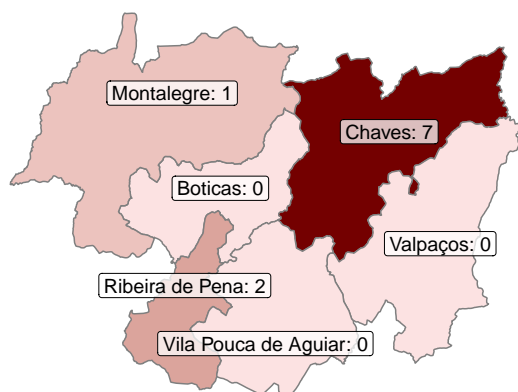 Montalegre: 1
Chaves: 7
Boticas: 0
Valpaços: 0
Ribeira de Pena: 2
Vila Pouca de Aguiar: 0